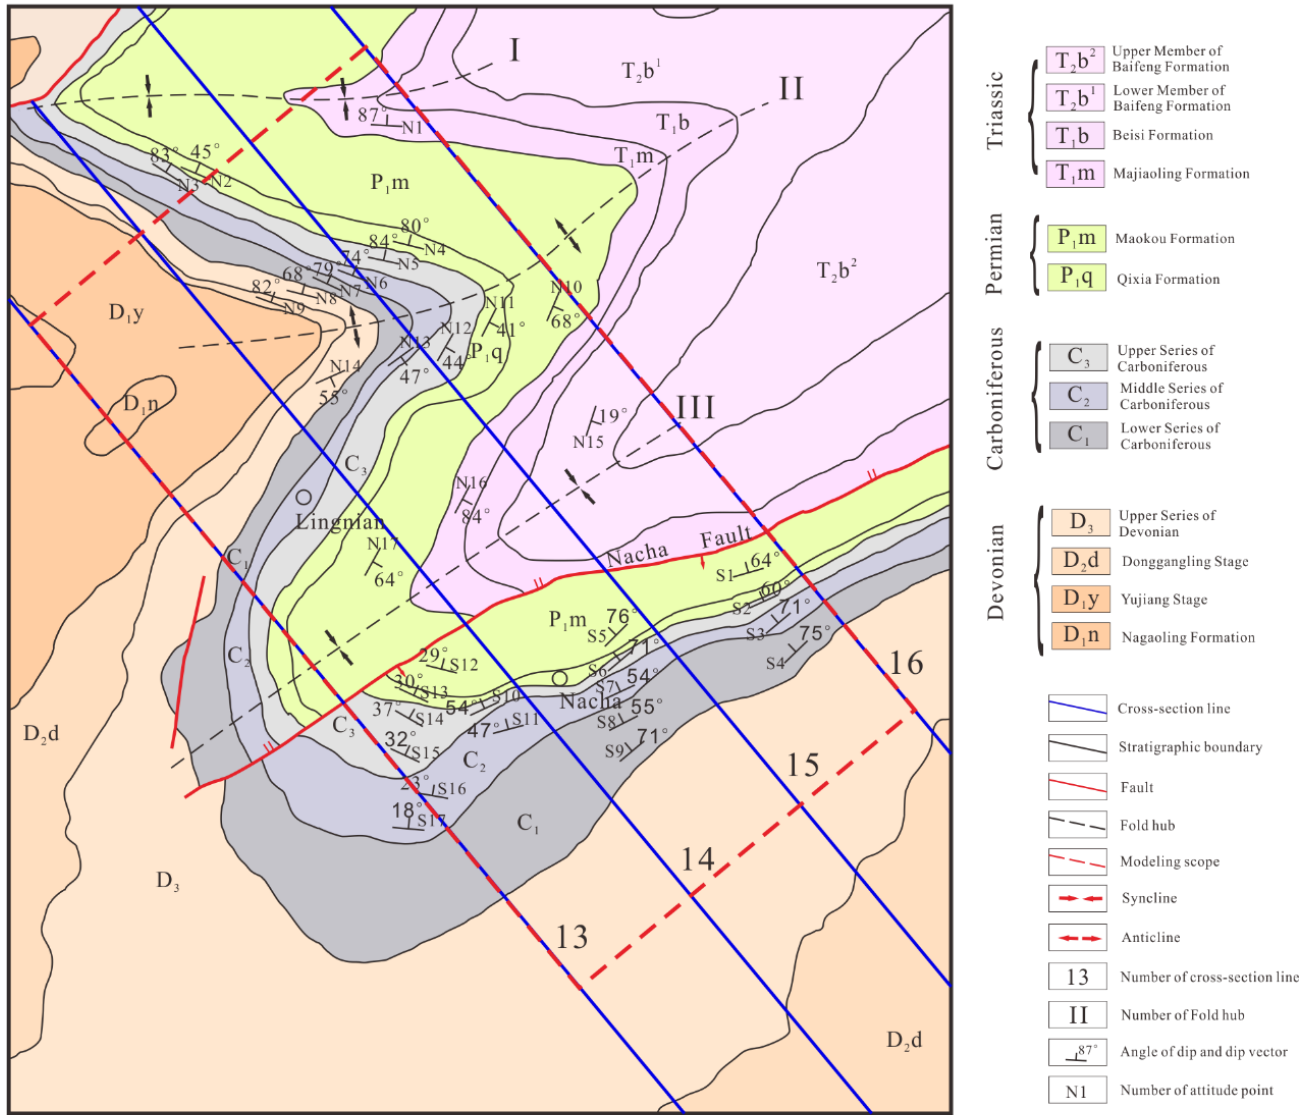 I
II
III
T₂b¹
T₁b
T₁m
T₂b²
87°
N1
83°
45°
N3
N2
P₁m
80°
84°
N4
74°
N5
79°
N6
68°
N7
82°
N8
N9
D₁y
N10
68°
N11
41°
N12
P₁q
N13
44°
47°
N14
55°
D₁n
19°
N15
C₃
N16
84°
Lingnian
N17
64°
C₁
Nacha Fault
S1
64°
60°
S2
71°
S3
75°
S4
P₁m
76°
S5
71°
S6
54°
S7
Nacha
55°
S8
71°
S9
29°
S12
30°
S13
54°
S10
37°
S14
47°
S11
32°
S15
23°
S16
18°
S17
C₂
C₃
C₂
C₁
D₂d
D₃
D₂d
13
14
15
16
Triassic
T₂b² Upper Member of
Baifeng Formation
T₂b¹ Lower Member of
Baifeng Formation
T₁b Beisi Formation
T₁m Majiaoling Formation
Permian
P₁m Maokou Formation
P₁q Qixia Formation
Carboniferous
C₃ Upper Series of
Carboniferous
C₂ Middle Series of
Carboniferous
C₁ Lower Series of
Carboniferous
Devonian
D₃ Upper Series of
Devonian
D₂d Donggangling Stage
D₁y Yujiang Stage
D₁n Nagaoling Formation
Cross-section line
Stratigraphic boundary
Fault
Fold hub
Modeling scope
Syncline
Anticline
13 Number of cross-section line
II Number of Fold hub
87° Angle of dip and dip vector
N1 Number of attitude point